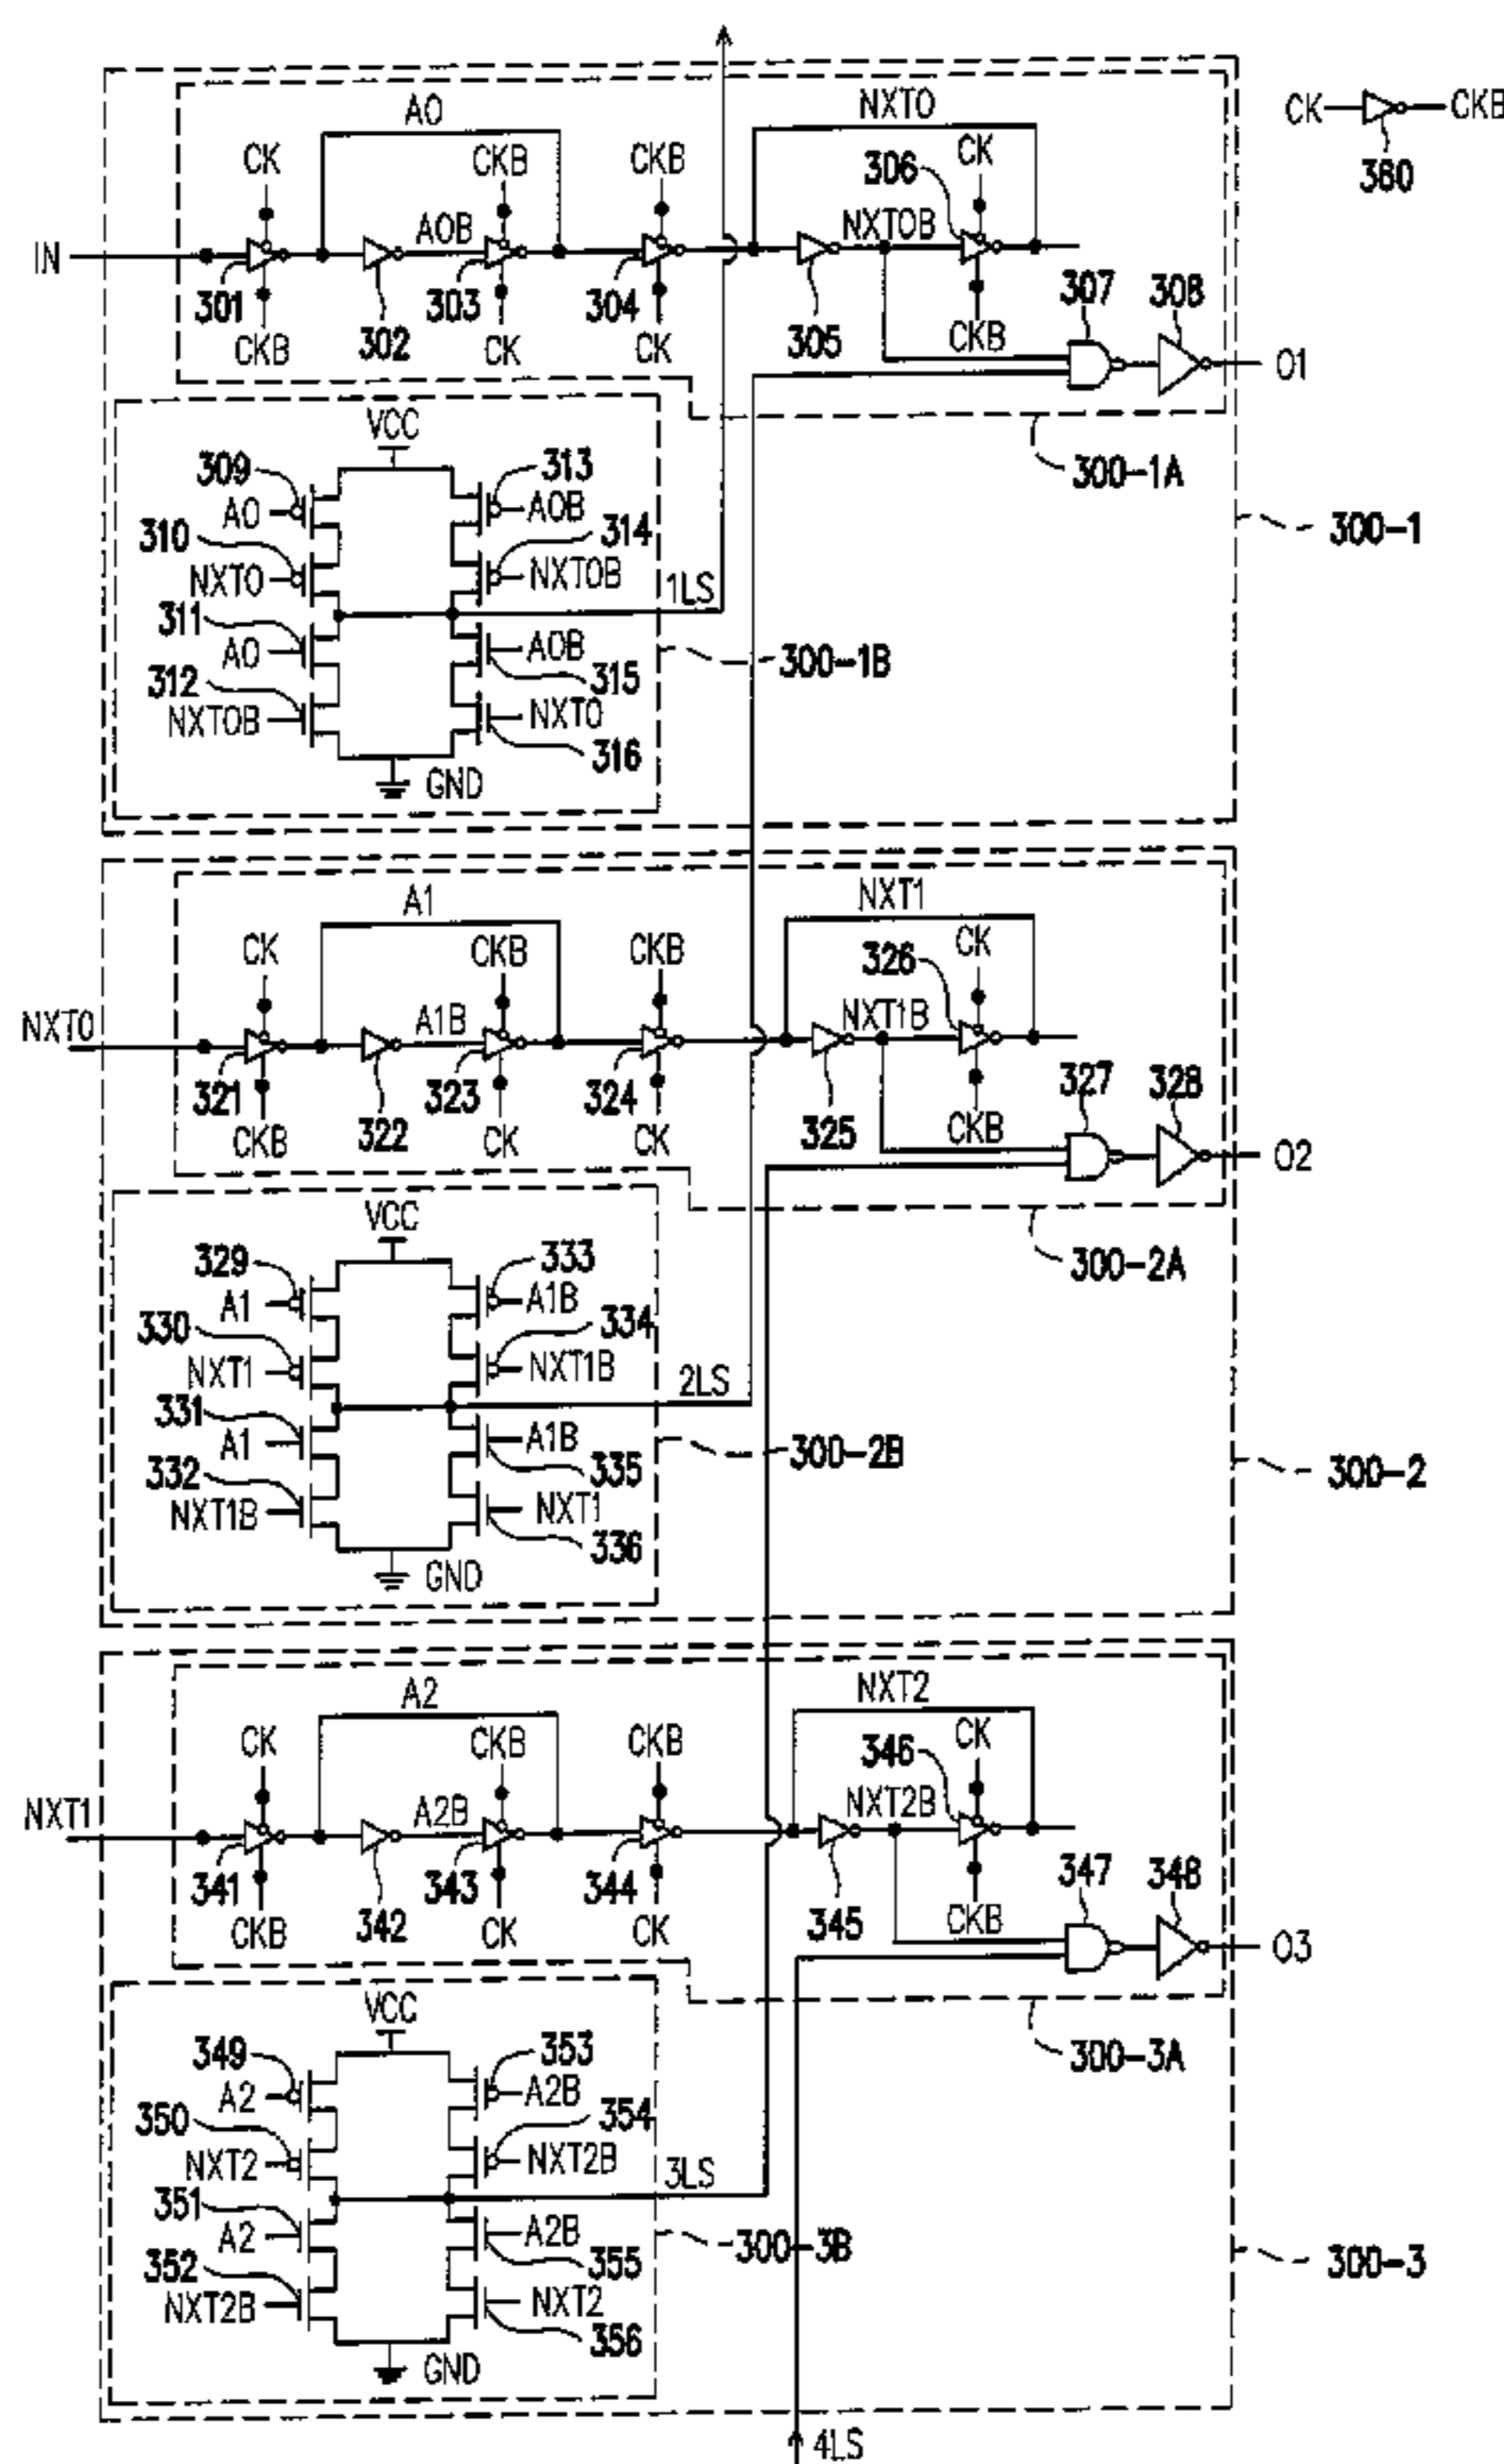 A0
NXT0
CK
CKB
380
CK
CKB
CKB
306
CK
IN
A0B
NXT0B
301
302
303
304
305
CKB
CK
CK
CKB
307
308
O1
VCC
309
A0
313
A0B
300-1A
310
NXT0
314
NXT0B
300-1
1LS
311
A0
A0B
315
300-1B
312
NXT0B
NXT0
316
GND
A1
NXT1
CK
CKB
CKB
326
CK
NXT0
A1B
NXT1B
321
322
323
324
325
CKB
CK
CK
CKB
327
328
O2
VCC
329
A1
333
A1B
300-2A
330
NXT1
334
NXT1B
2LS
331
A1
A1B
335
300-2B
300-2
332
NXT1B
NXT1
336
GND
A2
NXT2
CK
CKB
CKB
346
CK
NXT1
A2B
NXT2B
341
342
343
344
345
CKB
CK
CK
CKB
347
348
O3
VCC
349
A2
353
A2B
300-3A
350
NXT2
354
NXT2B
3LS
351
A2
A2B
355
300-3B
300-3
352
NXT2B
NXT2
356
GND
4LS